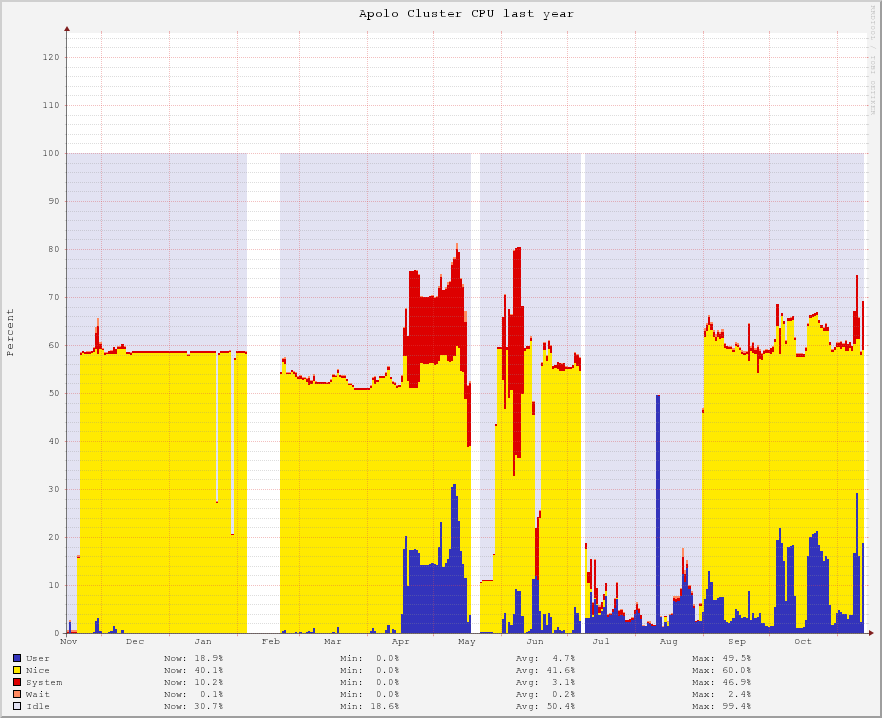 Apolo Cluster CPU last year
RRDTOOL / TOBI OETIKER
Percent
120
110
100
90
80
70
60
50
40
30
20
10
0
Nov Dec Jan Feb Mar Apr May Jun Jul Aug Sep Oct
User Now: 18.9% Min: 0.0% Avg: 4.7% Max: 49.5%
Nice Now: 40.1% Min: 0.0% Avg: 41.6% Max: 60.0%
System Now: 10.2% Min: 0.0% Avg: 3.1% Max: 46.9%
Wait Now: 0.1% Min: 0.0% Avg: 0.2% Max: 2.4%
Idle Now: 30.7% Min: 18.6% Avg: 50.4% Max: 99.4%